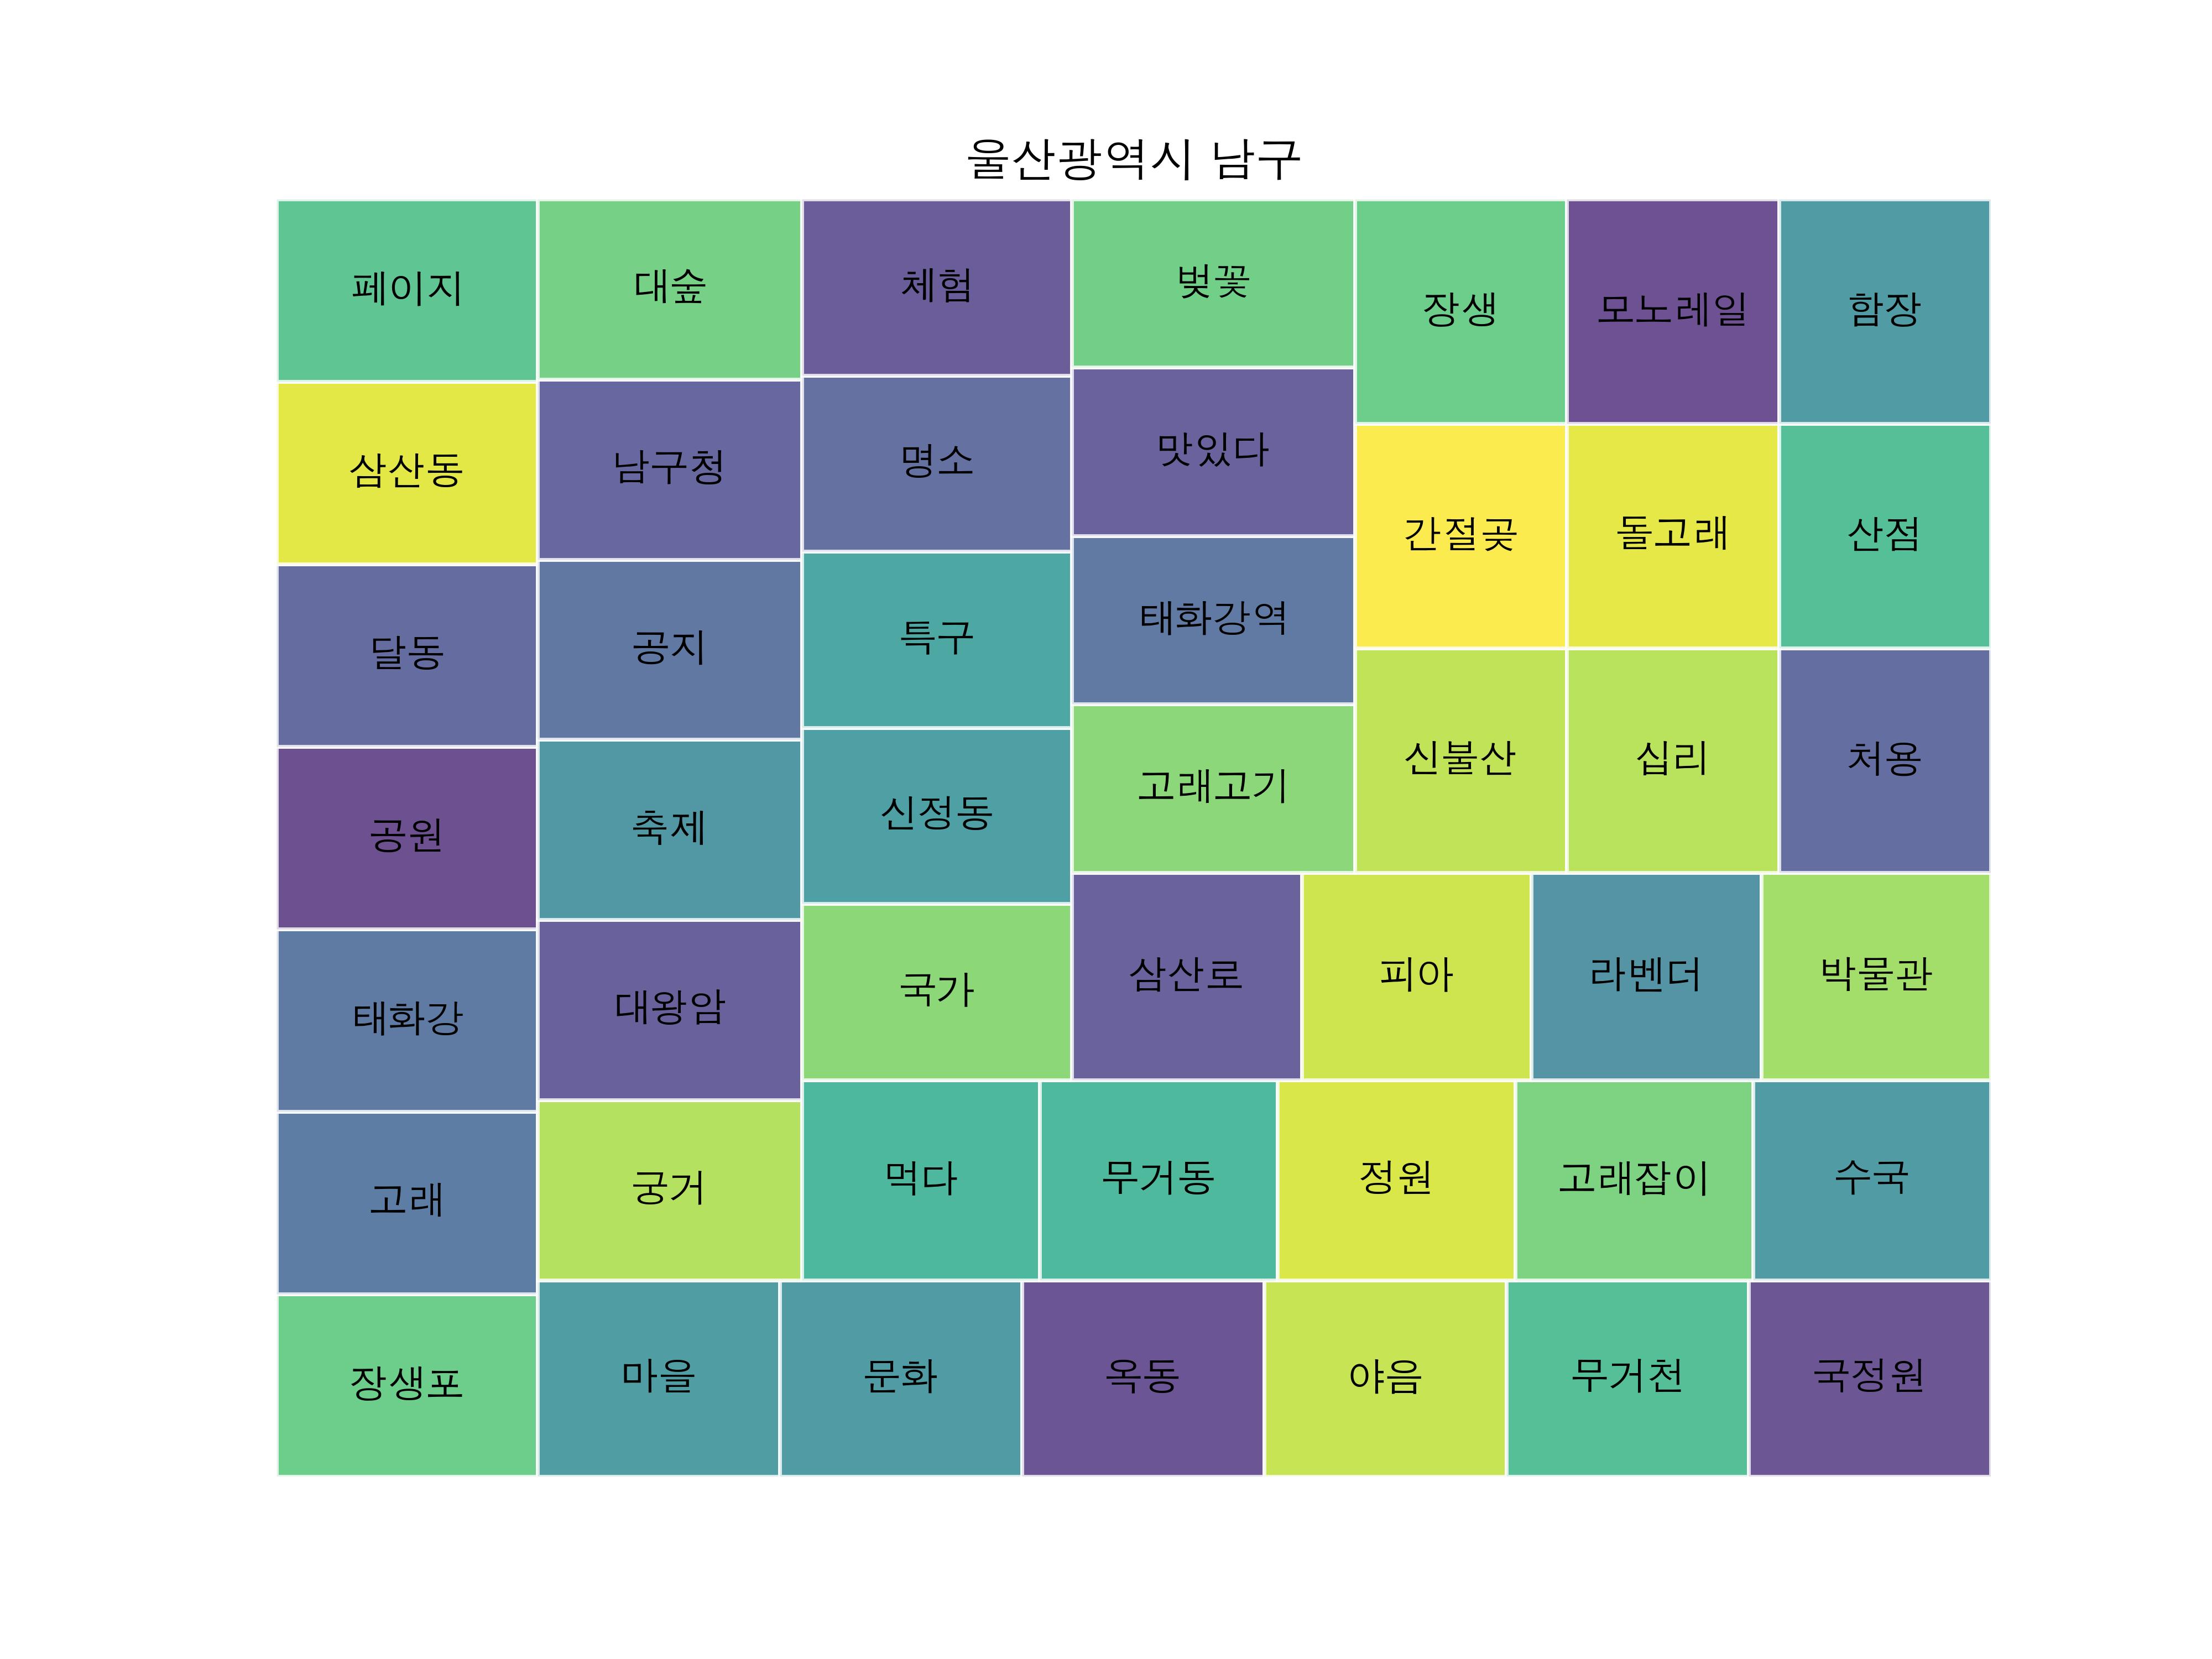 울산광역시 남구
페이지
대숲
체험
벚꽃
장생
모노레일
함장
삼산동
남구청
명소
맛있다
간절곶
돌고래
산점
달동
공지
특구
태화강역
신불산
십리
처용
공원
축제
신정동
고래고기
태화강
대왕암
국가
삼산로
피아
라벤더
박물관
고래
궁거
먹다
무거동
정원
고래잡이
수국
장생포
마을
문화
옥동
야음
무거천
국정원